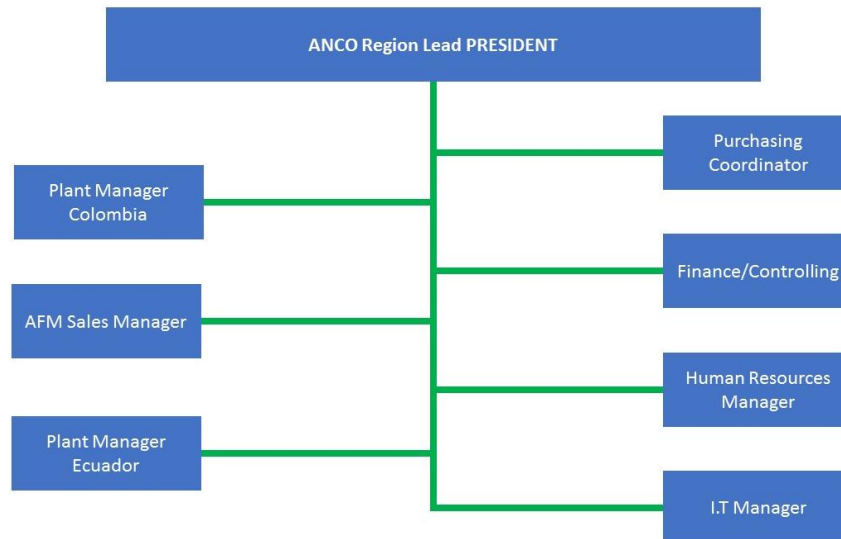 ANCO Region Lead PRESIDENT
Purchasing
Coordinator
Plant Manager
Colombia
Finance/Controlling
AFM Sales Manager
Human Resources
Manager
Plant Manager
Ecuador
I.T Manager